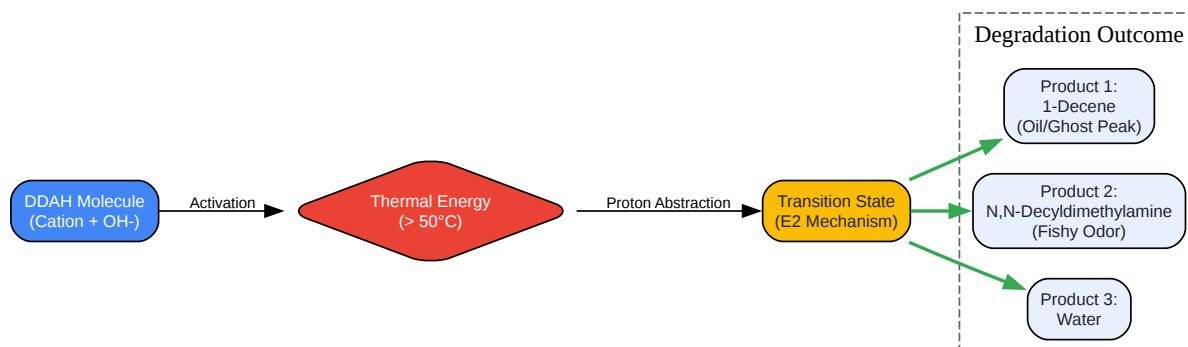 Degradation Outcome
DDAH Molecule
(Cation + OH-)
Activation
Thermal Energy
(> 50°C)
Proton Abstraction
Transition State
(E2 Mechanism)
Product 1:
1-Decene
(Oil/Ghost Peak)
Product 2:
N,N-Decyldimethylamine
(Fishy Odor)
Product 3:
Water